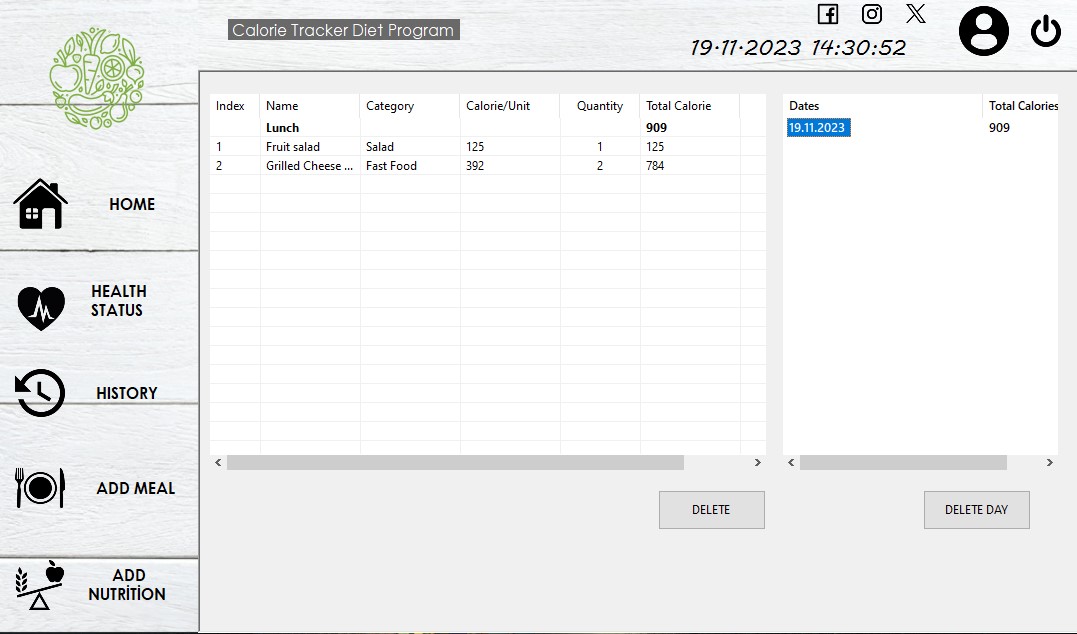 Calorie Tracker Diet Program
19.11.2023 14:30:52
Index Name Category Calorie/Unit Quantity Total Calorie
Lunch 909
1 Fruit salad Salad 125 1 125
2 Grilled Cheese ... Fast Food 392 2 784
Dates Total Calories
19.11.2023 909
HOME
HEALTH
STATUS
HISTORY
ADD MEAL
ADD
NUTRİTİON
DELETE
DELETE DAY